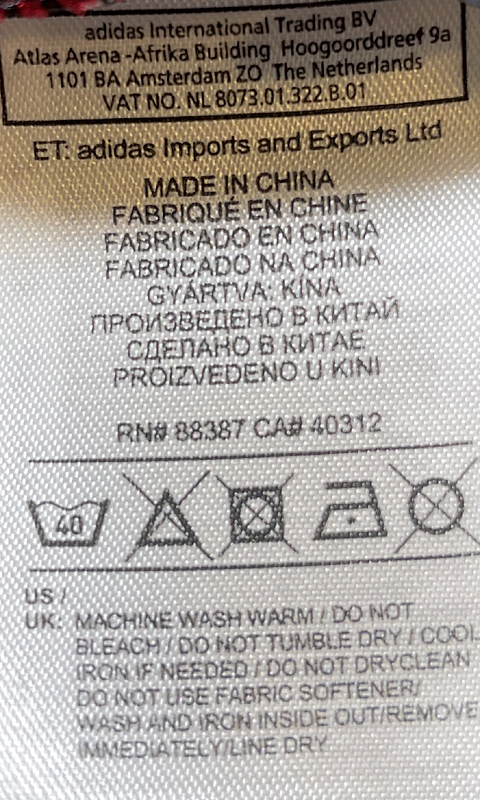 adidas International Trading BV
Atlas Arena -Afrika Building Hoogoorddreef 9a
1101 BA Amsterdam ZO The Netherlands
VAT NO. NL 8073.01.322.B.01
ET: adidas Imports and Exports Ltd
MADE IN CHINA
FABRIQUÉ EN CHINE
FABRICADO EN CHINA
FABRICADO NA CHINA
GYÁRTVA: KÍNA
ПРОИЗВЕДЕНО В КИТАЙ
СДЕЛАНО В КИТАЕ
PROIZVEDENO U KINI
RN# 88387 CA# 40312
40
US /
UK: MACHINE WASH WARM / DO NOT
BLEACH / DO NOT TUMBLE DRY / COOL
IRON IF NEEDED / DO NOT DRYCLEAN
DO NOT USE FABRIC SOFTENER/
WASH AND IRON INSIDE OUT/REMOVE
IMMEDIATELY/LINE DRY